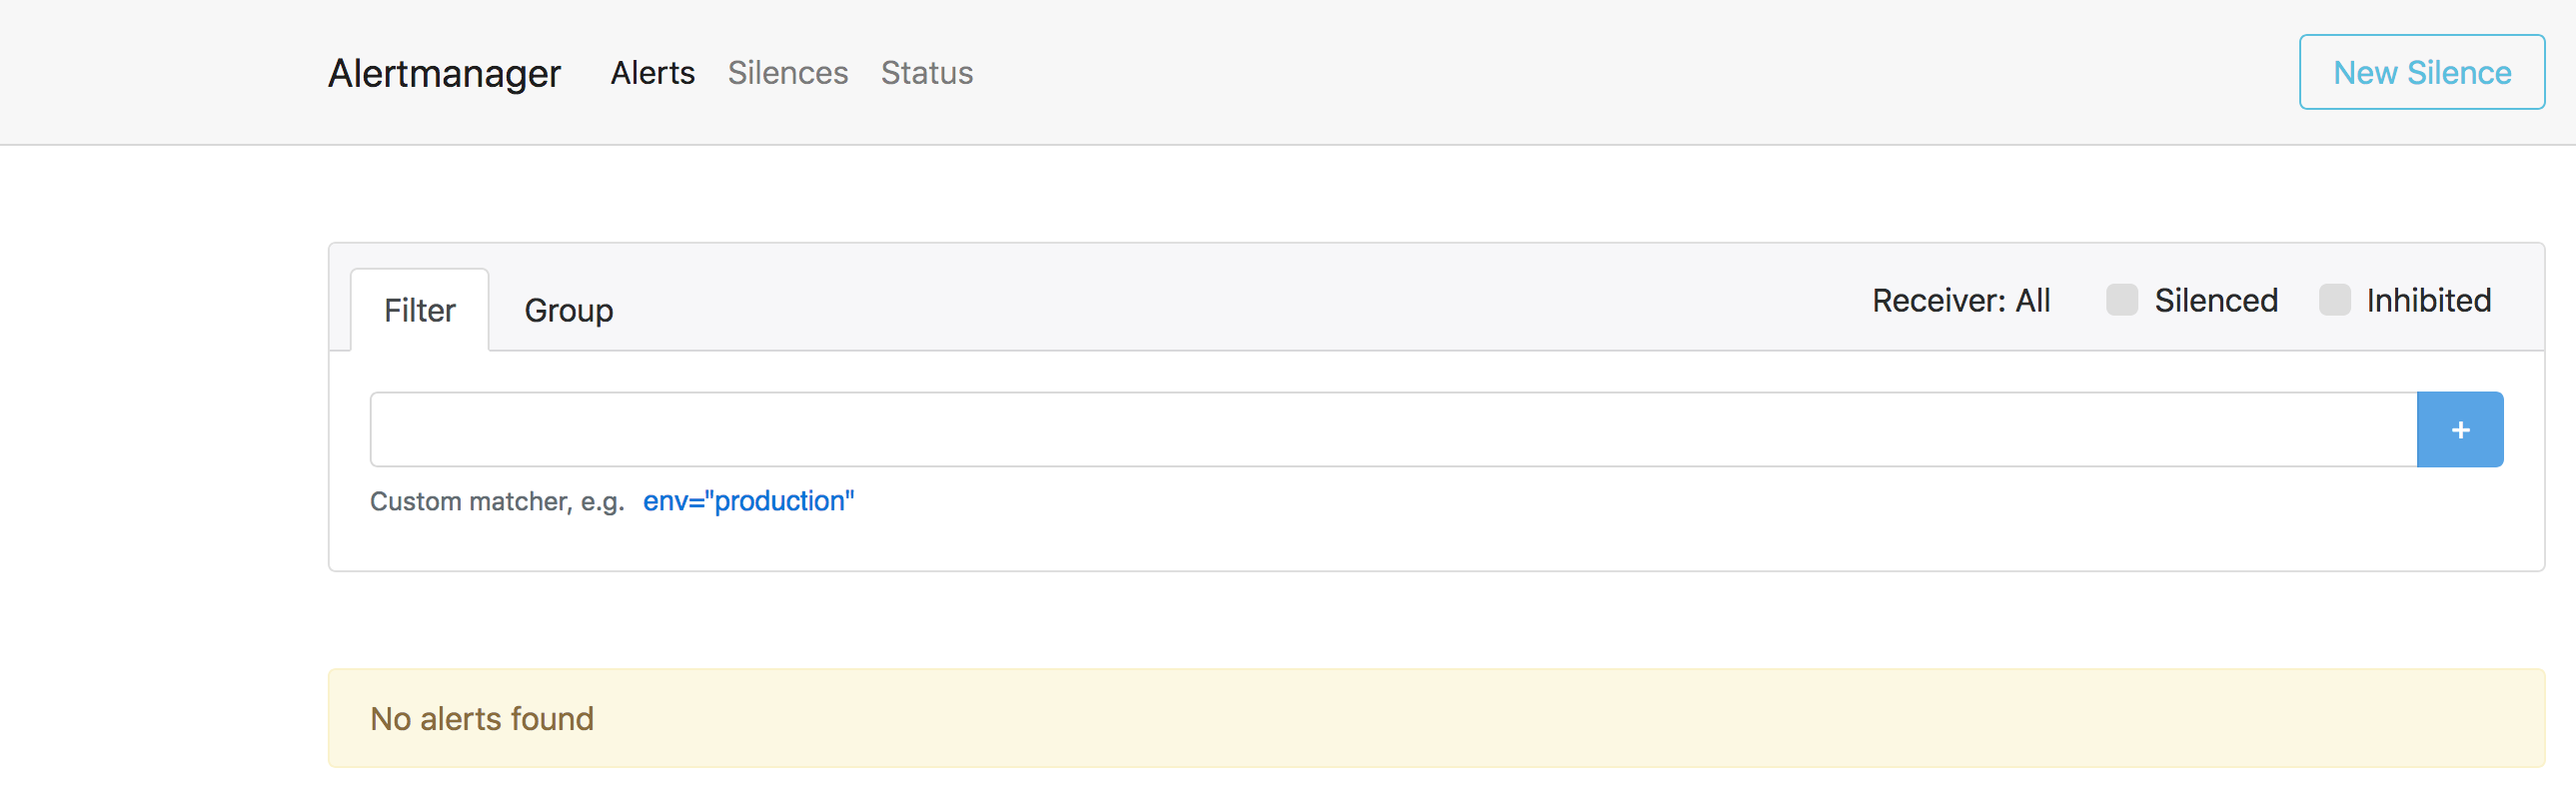 Alertmanager Alerts Silences Status New Silence
Filter Group Receiver: All Silenced Inhibited
+
Custom matcher, e.g. env="production"
No alerts found